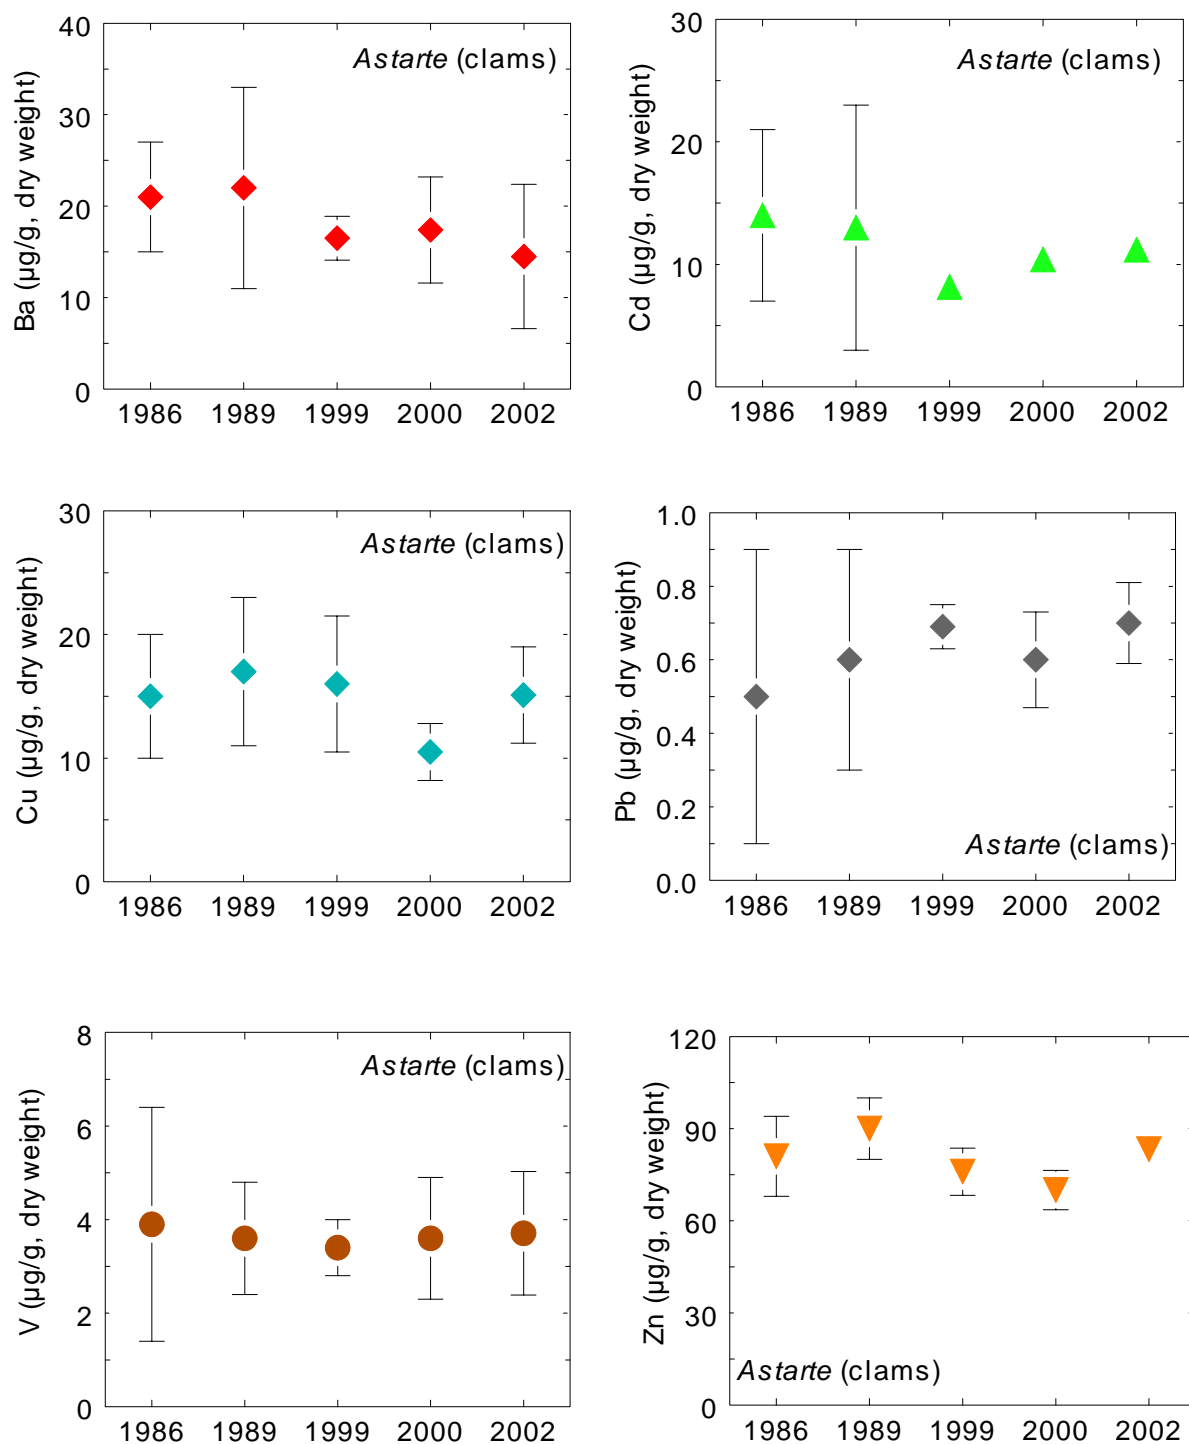 40
30
20
10
0
Ba (µg/g, dry weight)
Astarte (clams)
1986 1989 1999 2000 2002
30
20
10
0
Cd (µg/g, dry weight)
Astarte (clams)
1986 1989 1999 2000 2002
30
20
10
0
Cu (µg/g, dry weight)
Astarte (clams)
1986 1989 1999 2000 2002
1.0
0.8
0.6
0.4
0.2
0.0
Pb (µg/g, dry weight)
Astarte (clams)
1986 1989 1999 2000 2002
8
6
4
2
0
V (µg/g, dry weight)
Astarte (clams)
1986 1989 1999 2000 2002
120
90
60
30
0
Zn (µg/g, dry weight)
Astarte (clams)
1986 1989 1999 2000 2002